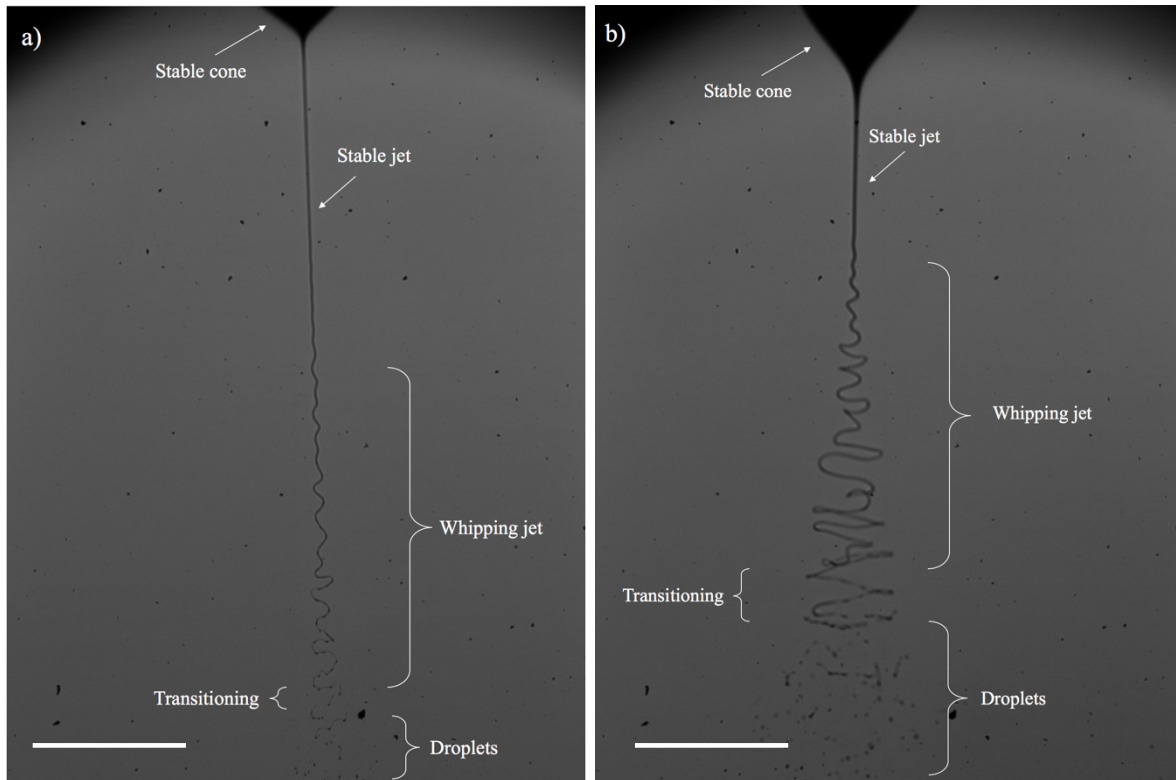 a)
Stable cone
Stable jet
Whipping jet
Transitioning
Droplets
b)
Stable cone
Stable jet
Whipping jet
Transitioning
Droplets